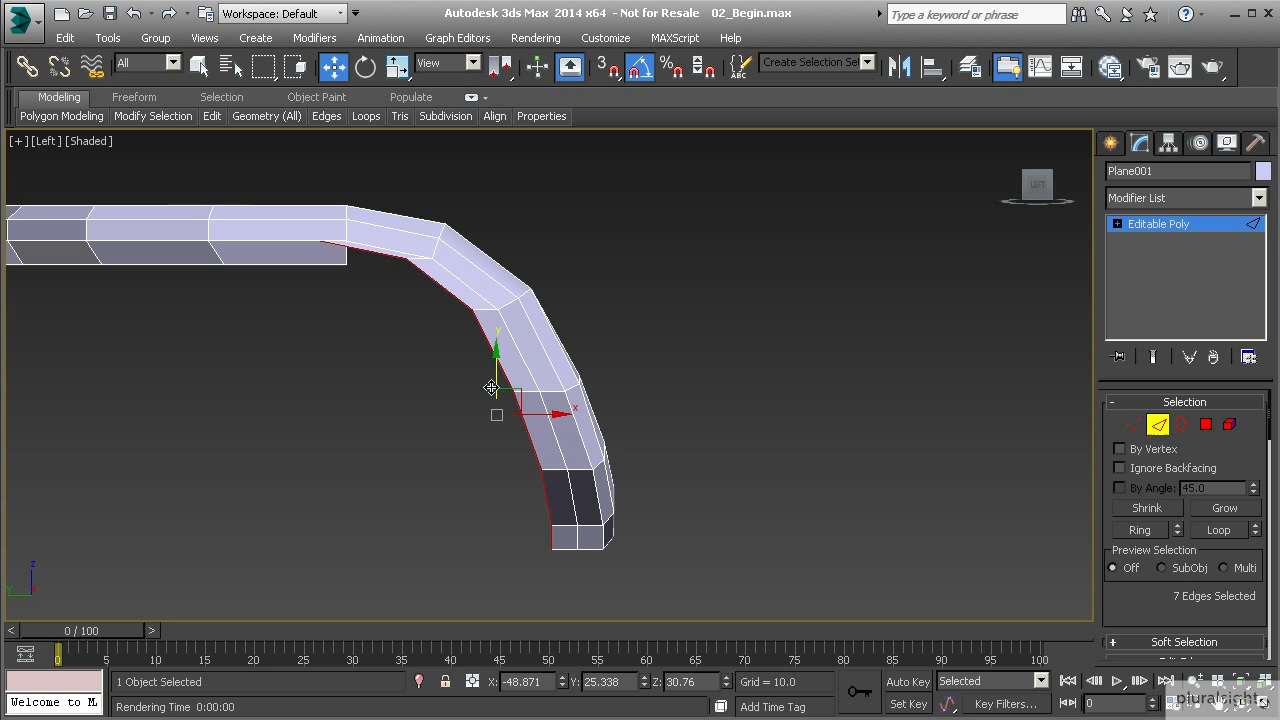 Workspace: Default
Autodesk 3ds Max 2014 x64 - Not for Resale 02_Begin.max
Type a keyword or phrase
Edit Tools Group Views Create Modifiers Animation Graph Editors Rendering Customize MAXScript Help
All View 3 Create Selection Se
Modeling Freeform Selection Object Paint Populate
Polygon Modeling Modify Selection Edit Geometry (All) Edges Loops Tris Subdivision Align Properties
[+][Left][Shaded]
LEFT
Plane001
Modifier List
Editable Poly
y
x
- Selection
By Vertex
Ignore Backfacing
By Angle: 45.0
Shrink Grow
Ring Loop
Preview Selection
Off SubObj Multi
7 Edges Selected
z
y x
< 0 / 100 >
+ Soft Selection
0 5 10 15 20 25 30 35 40 45 50 55 60 65 70 75 80 85 90 95 100
1 Object Selected X: -48.871 Y: 25.338 Z: 30.76 Grid = 10.0 Auto Key Selected
Welcome to M Rendering Time 0:00:00 Add Time Tag Set Key Key Filters... 0
pluralsight